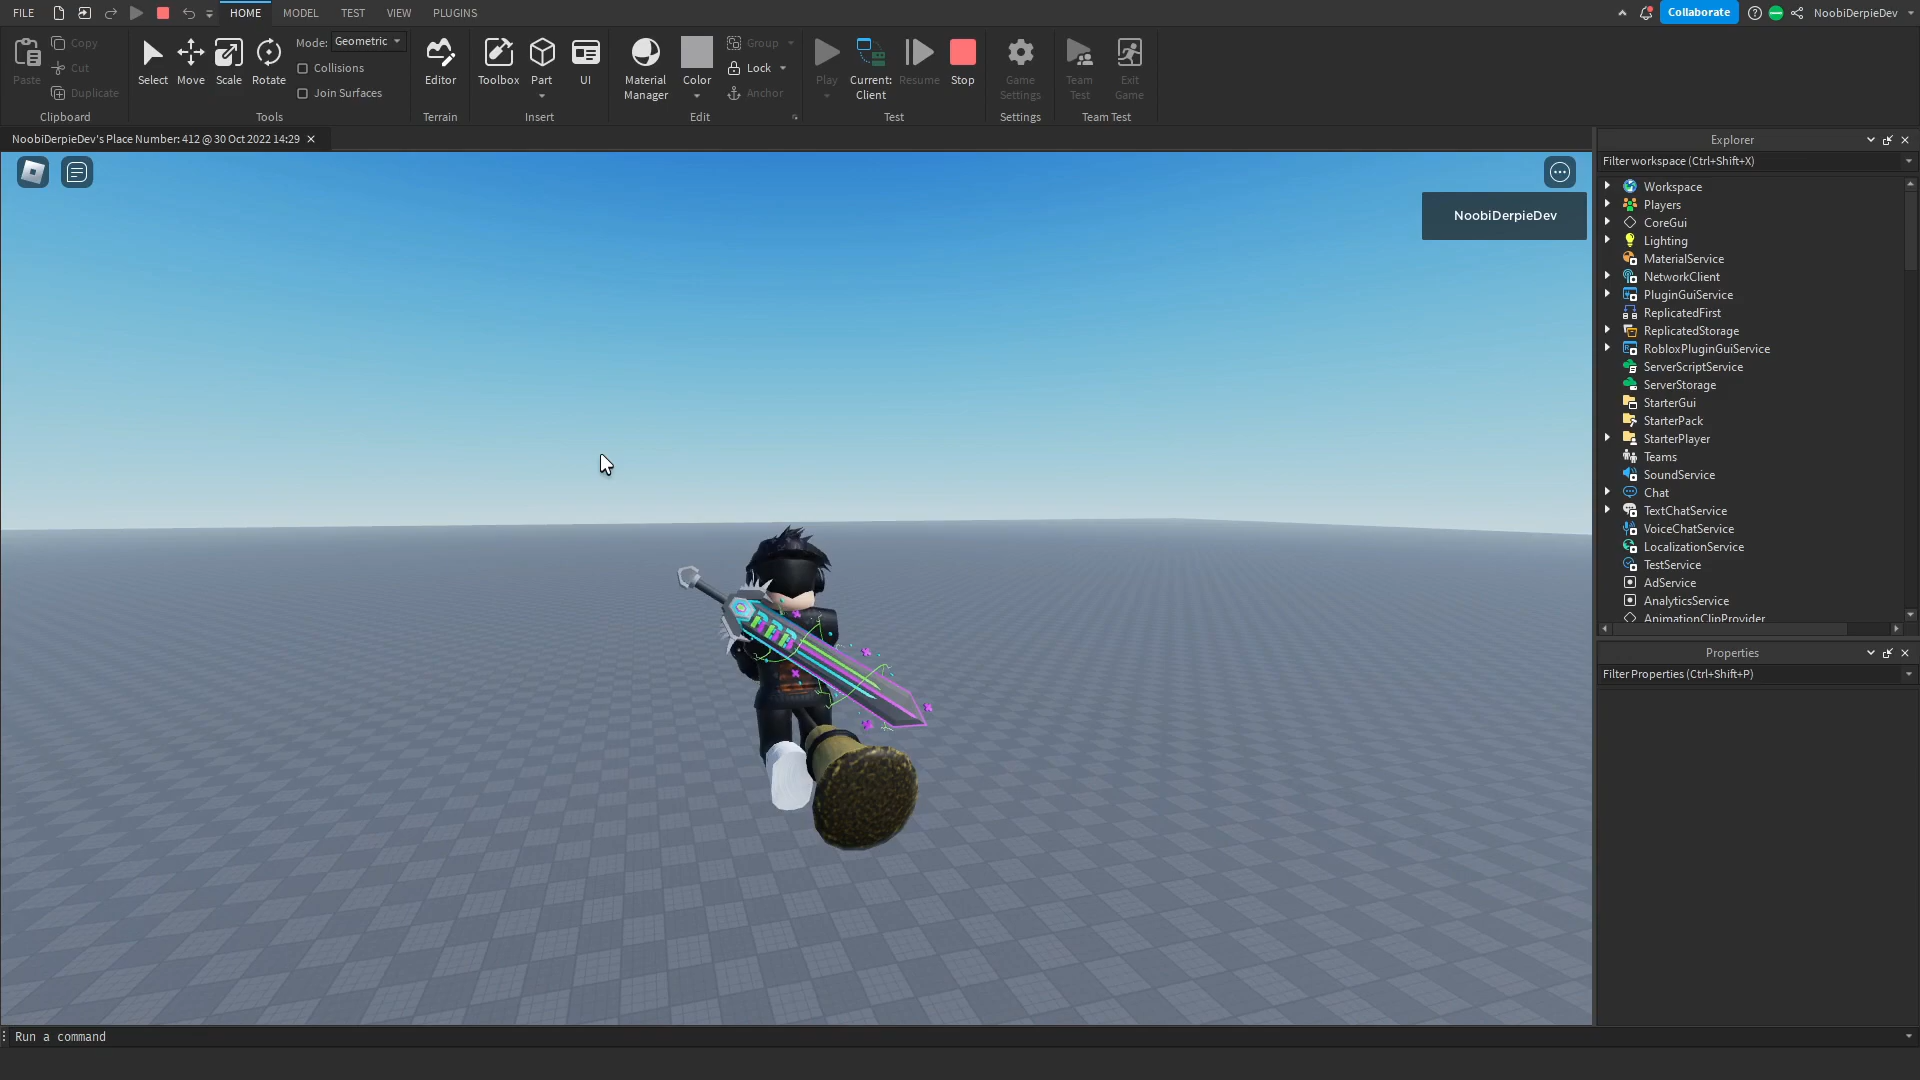 FILE HOME MODEL TEST VIEW PLUGINS Collaborate NoobiDerpieDev
Paste Copy Cut Duplicate
Clipboard
Select Move Scale Rotate Mode: Geometric
Collisions
Join Surfaces
Tools
Editor
Terrain
Toolbox Part UI
Insert
Material Manager Color Group Lock Anchor
Edit
Play Current: Client Resume Stop
Test
Game Settings
Settings
Team Test Exit Game
Team Test
NoobiDerpieDev's Place Number: 412 @ 30 Oct 2022 14:29
NoobiDerpieDev
Explorer
Filter workspace (Ctrl+Shift+X)
Workspace
Players
CoreGui
Lighting
MaterialService
NetworkClient
PluginGuiService
ReplicatedFirst
ReplicatedStorage
RobloxPluginGuiService
ServerScriptService
ServerStorage
StarterGui
StarterPack
StarterPlayer
Teams
SoundService
Chat
TextChatService
VoiceChatService
LocalizationService
TestService
AdService
AnalyticsService
AnimationClipProvider
Properties
Filter Properties (Ctrl+Shift+P)
Run a command